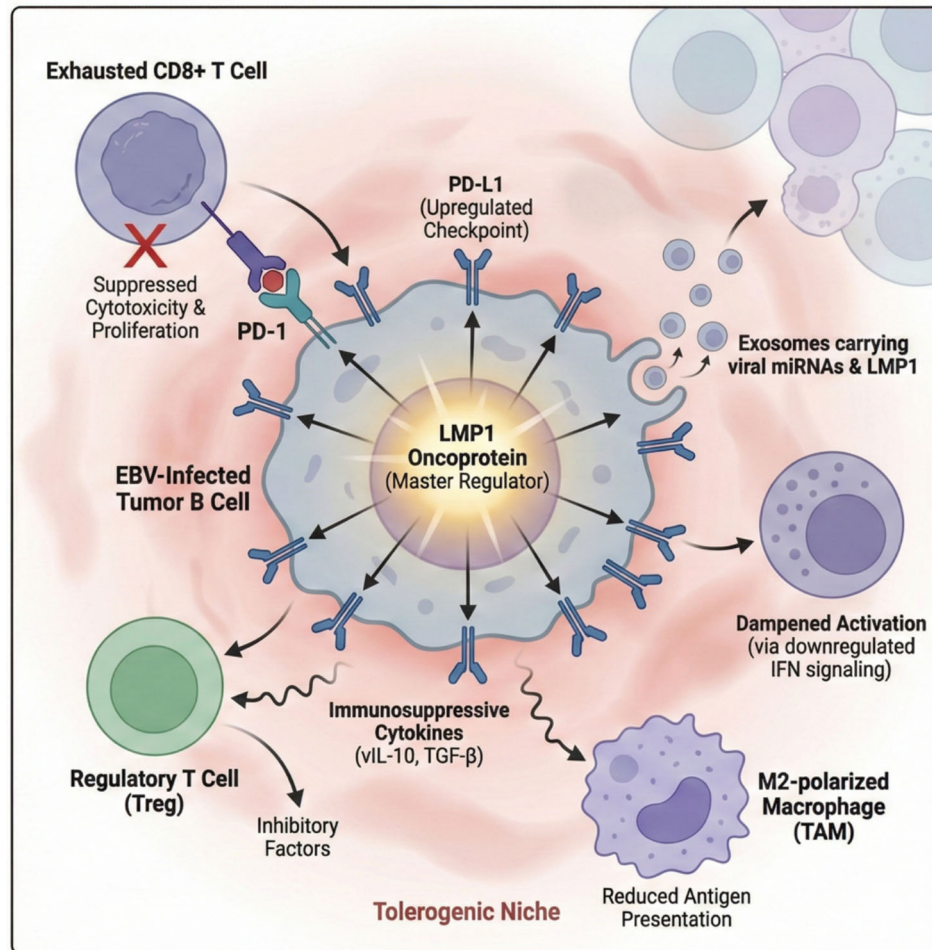 Exhausted CD8+ T Cell
Suppressed
Cytotoxicity &
Proliferation
PD-1
PD-L1
(Upregulated
Checkpoint)
Exosomes carrying
viral miRNAs & LMP1
LMP1
Oncoprotein
(Master Regulator)
EBV-Infected
Tumor B Cell
Dampened Activation
(via downregulated
IFN signaling)
Immunosuppressive
Cytokines
(vIL-10, TGF-β)
Regulatory T Cell
(Treg)
Inhibitory
Factors
M2-polarized
Macrophage
(TAM)
Reduced Antigen
Presentation
Tolerogenic Niche